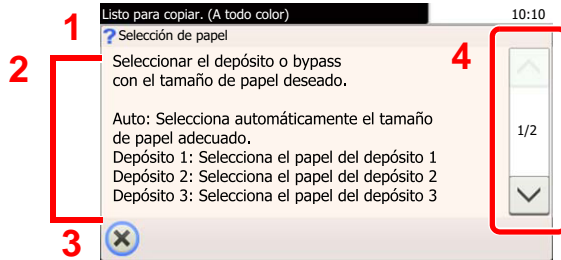 Listo para copiar. (A todo color)
10:10
1
? Selección de papel
2
4
Seleccionar el depósito o bypass
con el tamaño de papel deseado.
Auto: Selecciona automáticamente el tamaño
de papel adecuado.
1/2
Depósito 1: Selecciona el papel del depósito 1
Depósito 2: Selecciona el papel del depósito 2
Depósito 3: Selecciona el papel del depósito 3
3